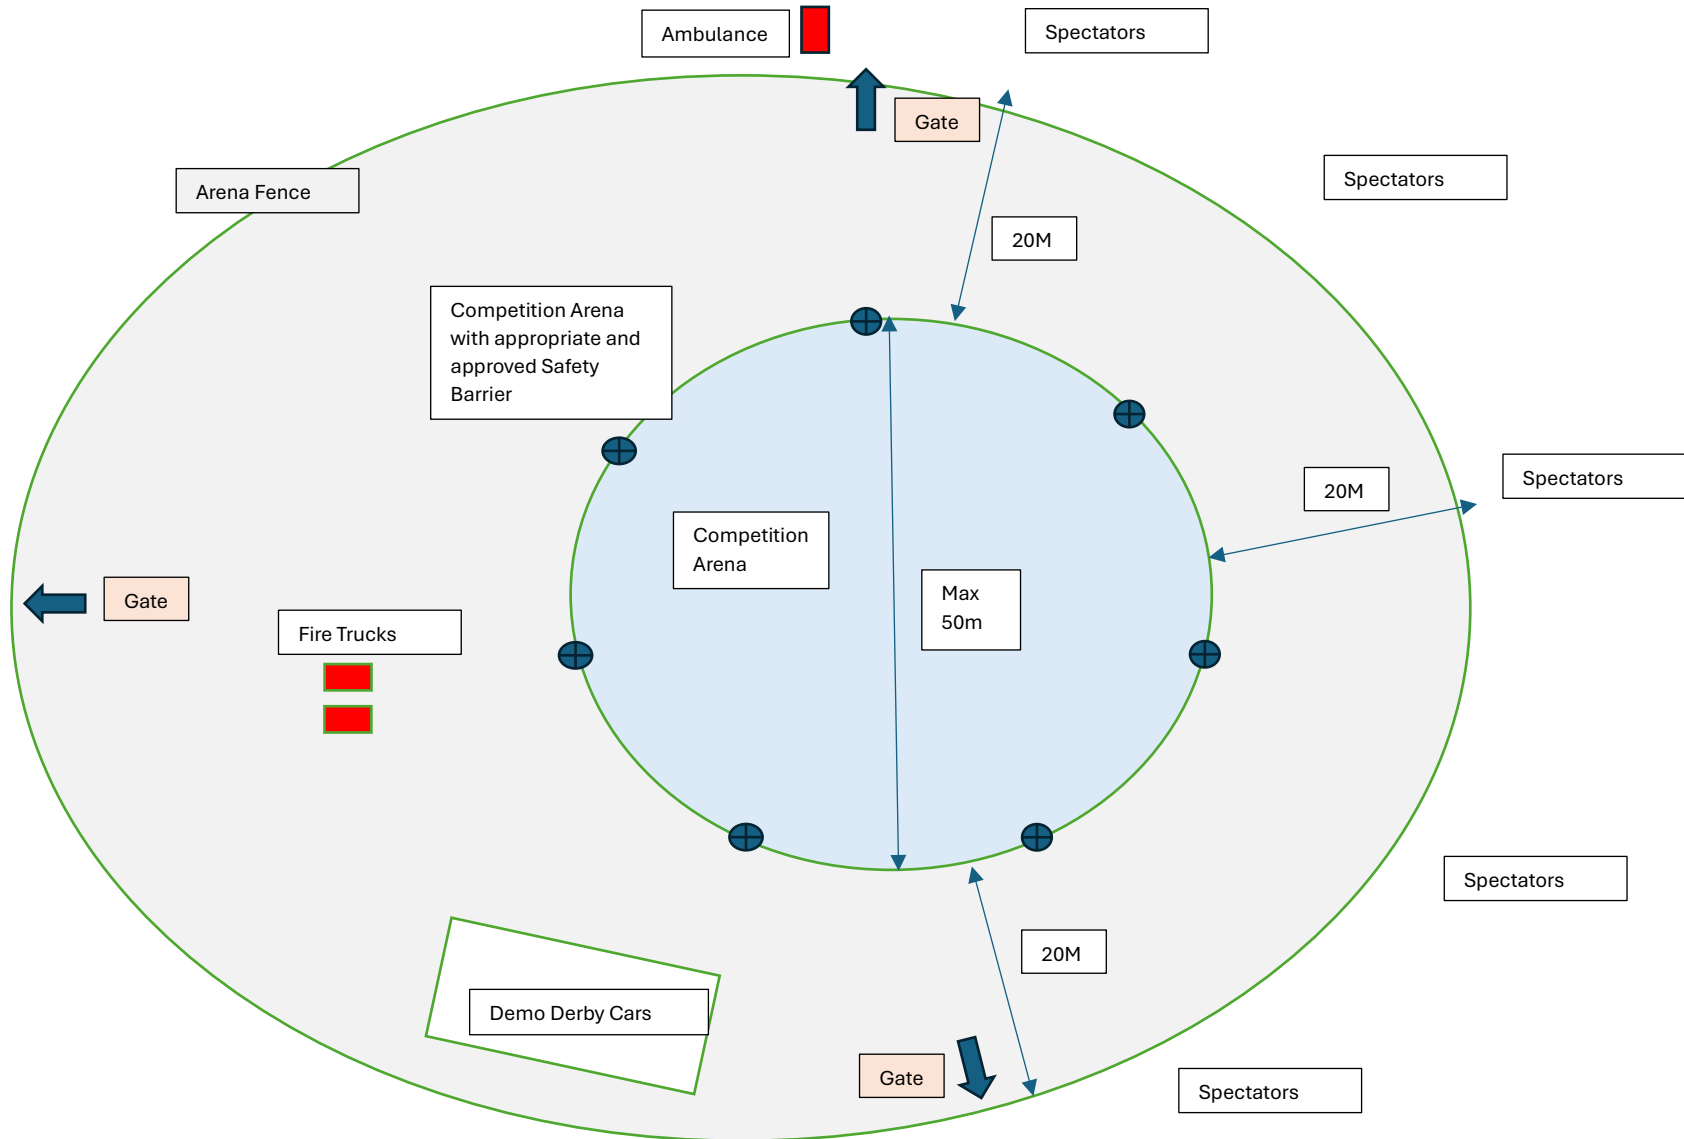 Ambulance
Spectators
Gate
Spectators
Arena Fence
20M
Competition Arena
with appropriate and
approved Safety
Barrier
Spectators
20M
Competition
Arena
Max
50m
Gate
Fire Trucks
Spectators
20M
Demo Derby Cars
Gate
Spectators